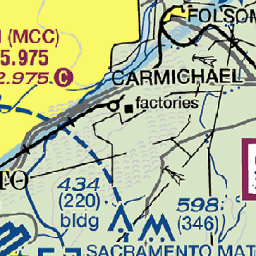 FOLSOM
(MCC)
5.975
2.975 C
CARMICHAEL
factories
TO
434
(220)
bldg
598
(346)
SACRAMENTO MAT